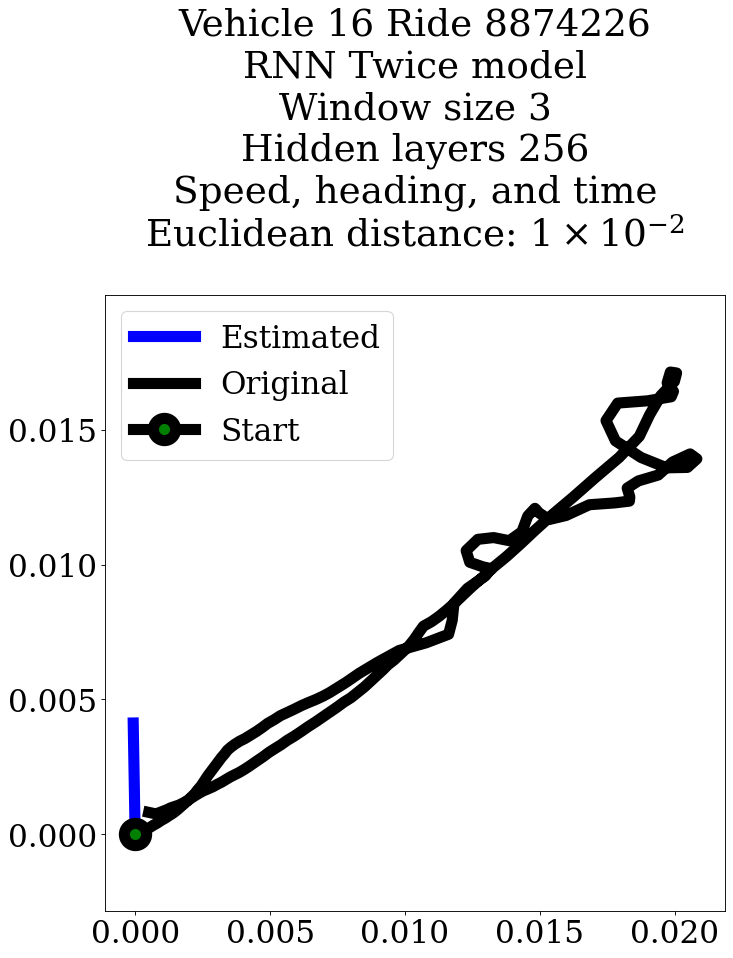 Vehicle 16 Ride 8874226
RNN Twice model
Window size 3
Hidden layers 256
Speed, heading, and time
Euclidean distance: 1 × 10⁻²
Estimated
Original
Start
0.015
0.010
0.005
0.000
0.000 0.005 0.010 0.015 0.020